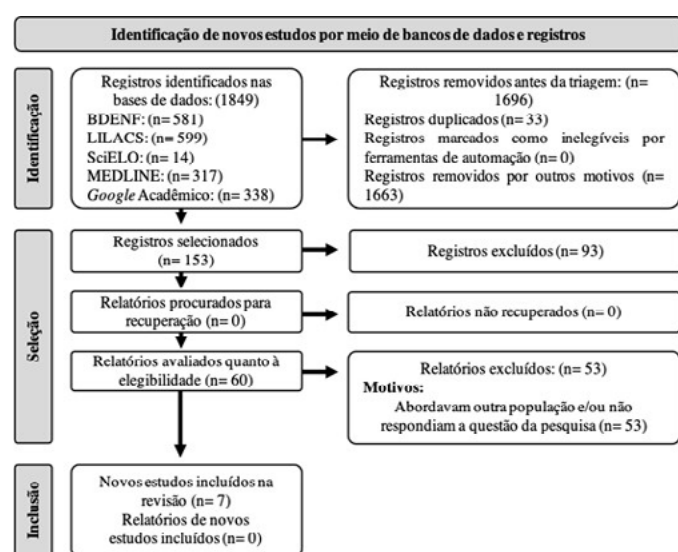 Identificação de novos estudos por meio de bancos de dados e registros
Identificação
Registros identificados nas
bases de dados: (1849)
BDENF: (n= 581)
LILACS: (n= 599)
SciELO: (n= 14)
MEDLINE: (n= 317)
Google Acadêmico: (n= 338)
Registros removidos antes da triagem: (n=
1696)
Registros duplicados (n= 33)
Registros marcados como inelegíveis por
ferramentas de automação (n= 0)
Registros removidos por outros motivos (n=
1663)
Seleção
Registros selecionados
(n= 153)
Registros excluídos (n= 93)
Relatórios procurados para
recuperação (n= 0)
Relatórios não recuperados (n= 0)
Relatórios avaliados quanto à
elegibilidade (n= 60)
Relatórios excluídos: (n= 53)
Motivos:
Abordavam outra população e/ou não
respondiam a questão da pesquisa (n= 53)
Inclusão
Novos estudos incluídos na
revisão (n= 7)
Relatórios de novos
estudos incluídos (n= 0)